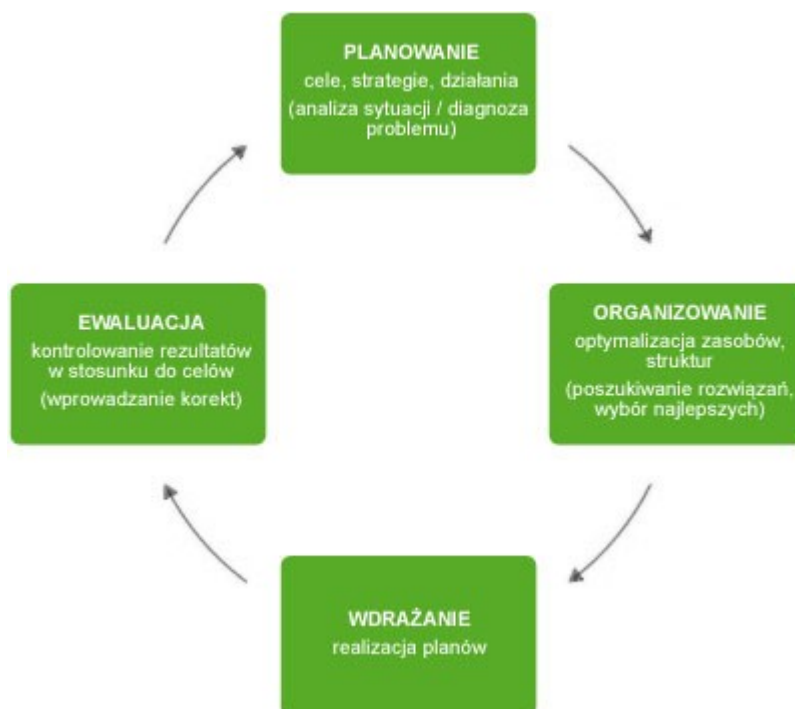 PLANOWANIE
cele, strategie, działania
(analiza sytuacji / diagnoza
problemu)
EWALUACJA
kontrolowanie rezultatów
w stosunku do celów
(wprowadzanie korekt)
ORGANIZOWANIE
optymalizacja zasobów,
struktur
(poszukiwanie rozwiązań,
wybór najlepszych)
WDRAŻANIE
realizacja planów